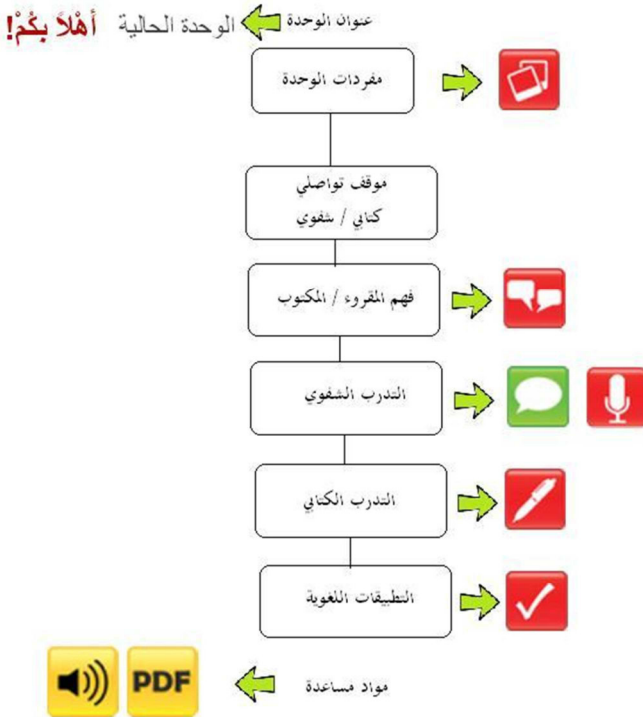 عنوان الوحدة
الوحدة الحالية أَهْلاً بِكُمْ!
مفردات الوحدة
موقف تواصلي
كتابي / شفوي
فهم المقروء / المكتوب
التدرب الشفوي
التدرب الكتابي
التطبيقات اللغوية
PDF
مواد مساعدة